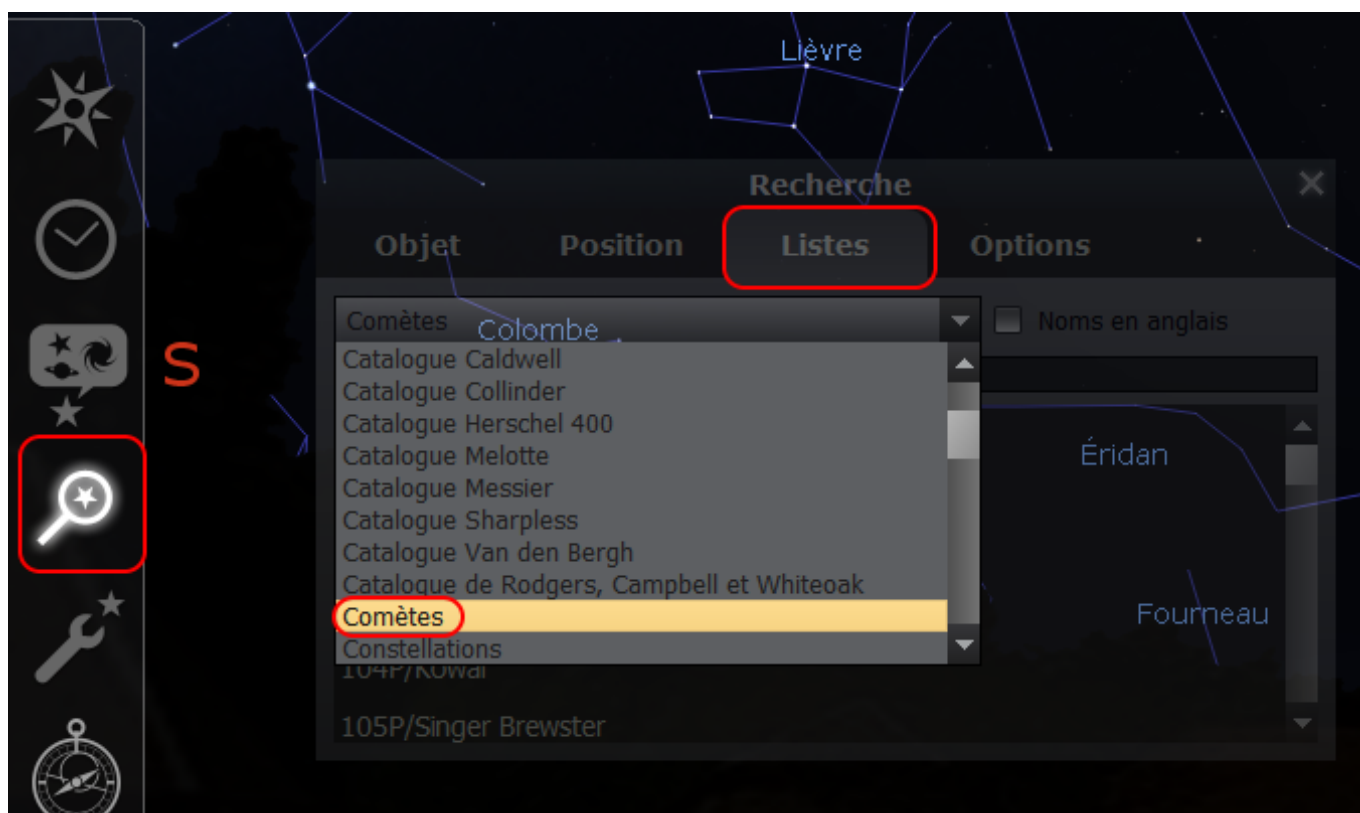 Lièvre
Recherche
Objet Position Listes Options
Comètes Noms en anglais
Colombe
S
Catalogue Caldwell
Catalogue Collinder
Catalogue Herschel 400
Catalogue Melotte
Éridan
Catalogue Messier
Catalogue Sharpless
Catalogue Van den Bergh
Catalogue de Rodgers, Campbell et Whiteoak
Comètes
Fourneau
Constellations
104P/Kowal
105P/Singer Brewster